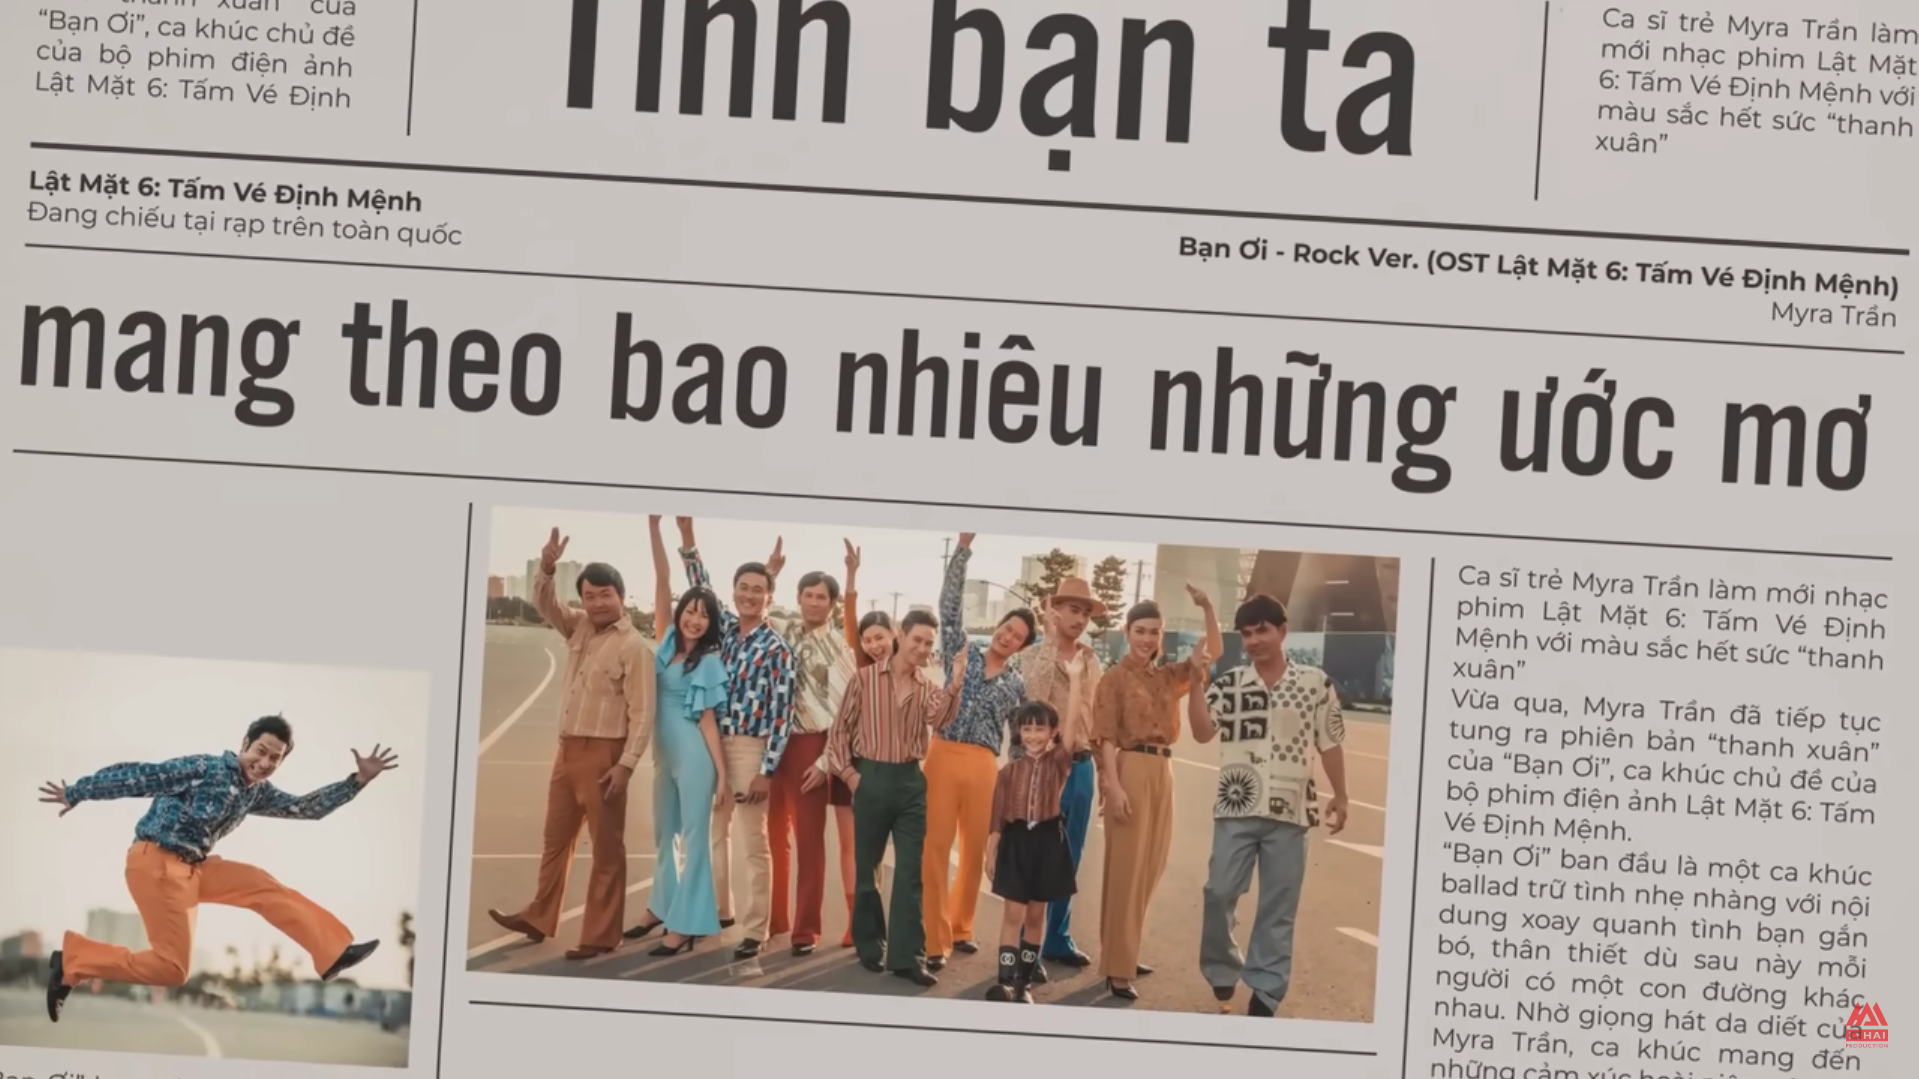 xuân của
“Bạn Ơi”, ca khúc chủ đề
của bộ phim điện ảnh
Lật Mặt 6: Tấm Vé Định
Tình bạn ta
Ca sĩ trẻ Myra Trần làm
mới nhạc phim Lật Mặt
6: Tấm Vé Định Mệnh với
màu sắc hết sức “thanh
xuân”
Lật Mặt 6: Tấm Vé Định Mệnh
Đang chiếu tại rạp trên toàn quốc
Bạn Ơi - Rock Ver. (OST Lật Mặt 6: Tấm Vé Định Mệnh)
Myra Trần
mang theo bao nhiêu những ước mơ
Ca sĩ trẻ Myra Trần làm mới nhạc
phim Lật Mặt 6: Tấm Vé Định
Mệnh với màu sắc hết sức “thanh
xuân”
Vừa qua, Myra Trần đã tiếp tục
tung ra phiên bản “thanh xuân”
của “Bạn Ơi”, ca khúc chủ đề của
bộ phim điện ảnh Lật Mặt 6: Tấm
Vé Định Mệnh.
“Bạn Ơi” ban đầu là một ca khúc
ballad trữ tình nhẹ nhàng với nội
dung xoay quanh tình bạn gắn
bó, thân thiết dù sau này mỗi
người có một con đường khác
nhau. Nhờ giọng hát da diết của
Myra Trần, ca khúc mang đến
những cảm xúc
LÝ HẢI
PRODUCTION